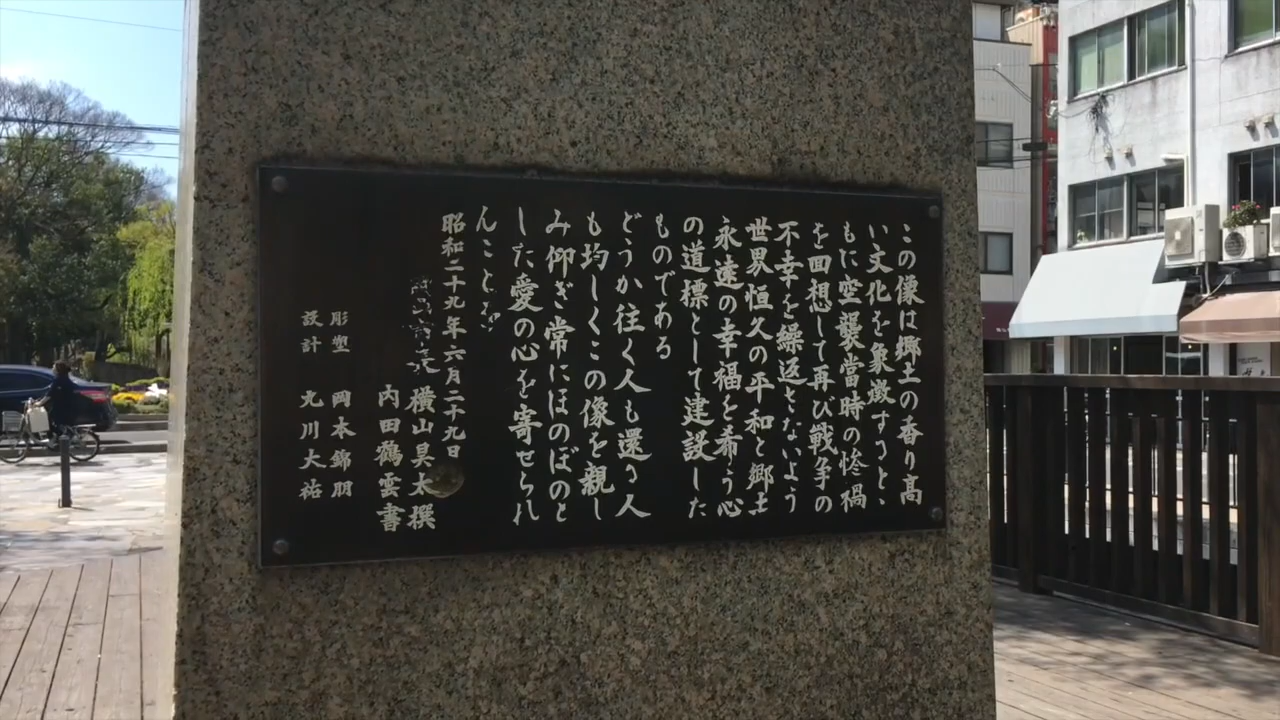 この像は郷土の香り高
い文化を象徴すると、
もに空襲當時の惨禍
を回想して再び戦争の
不幸を繰返さないよう
世界恒久の平和と郷土
永遠の幸福を希う心
の道標として建設した
ものである
どうか往く人も還る人
も均しくこの像を親し
み仰ぎ常にほのぼのと
した愛の心を寄せられ
んことを
昭和二十九年六月二十九日
横山昊太撰
内田鶴雲書
彫塑 岡本錦朋
設計 丸川大祐